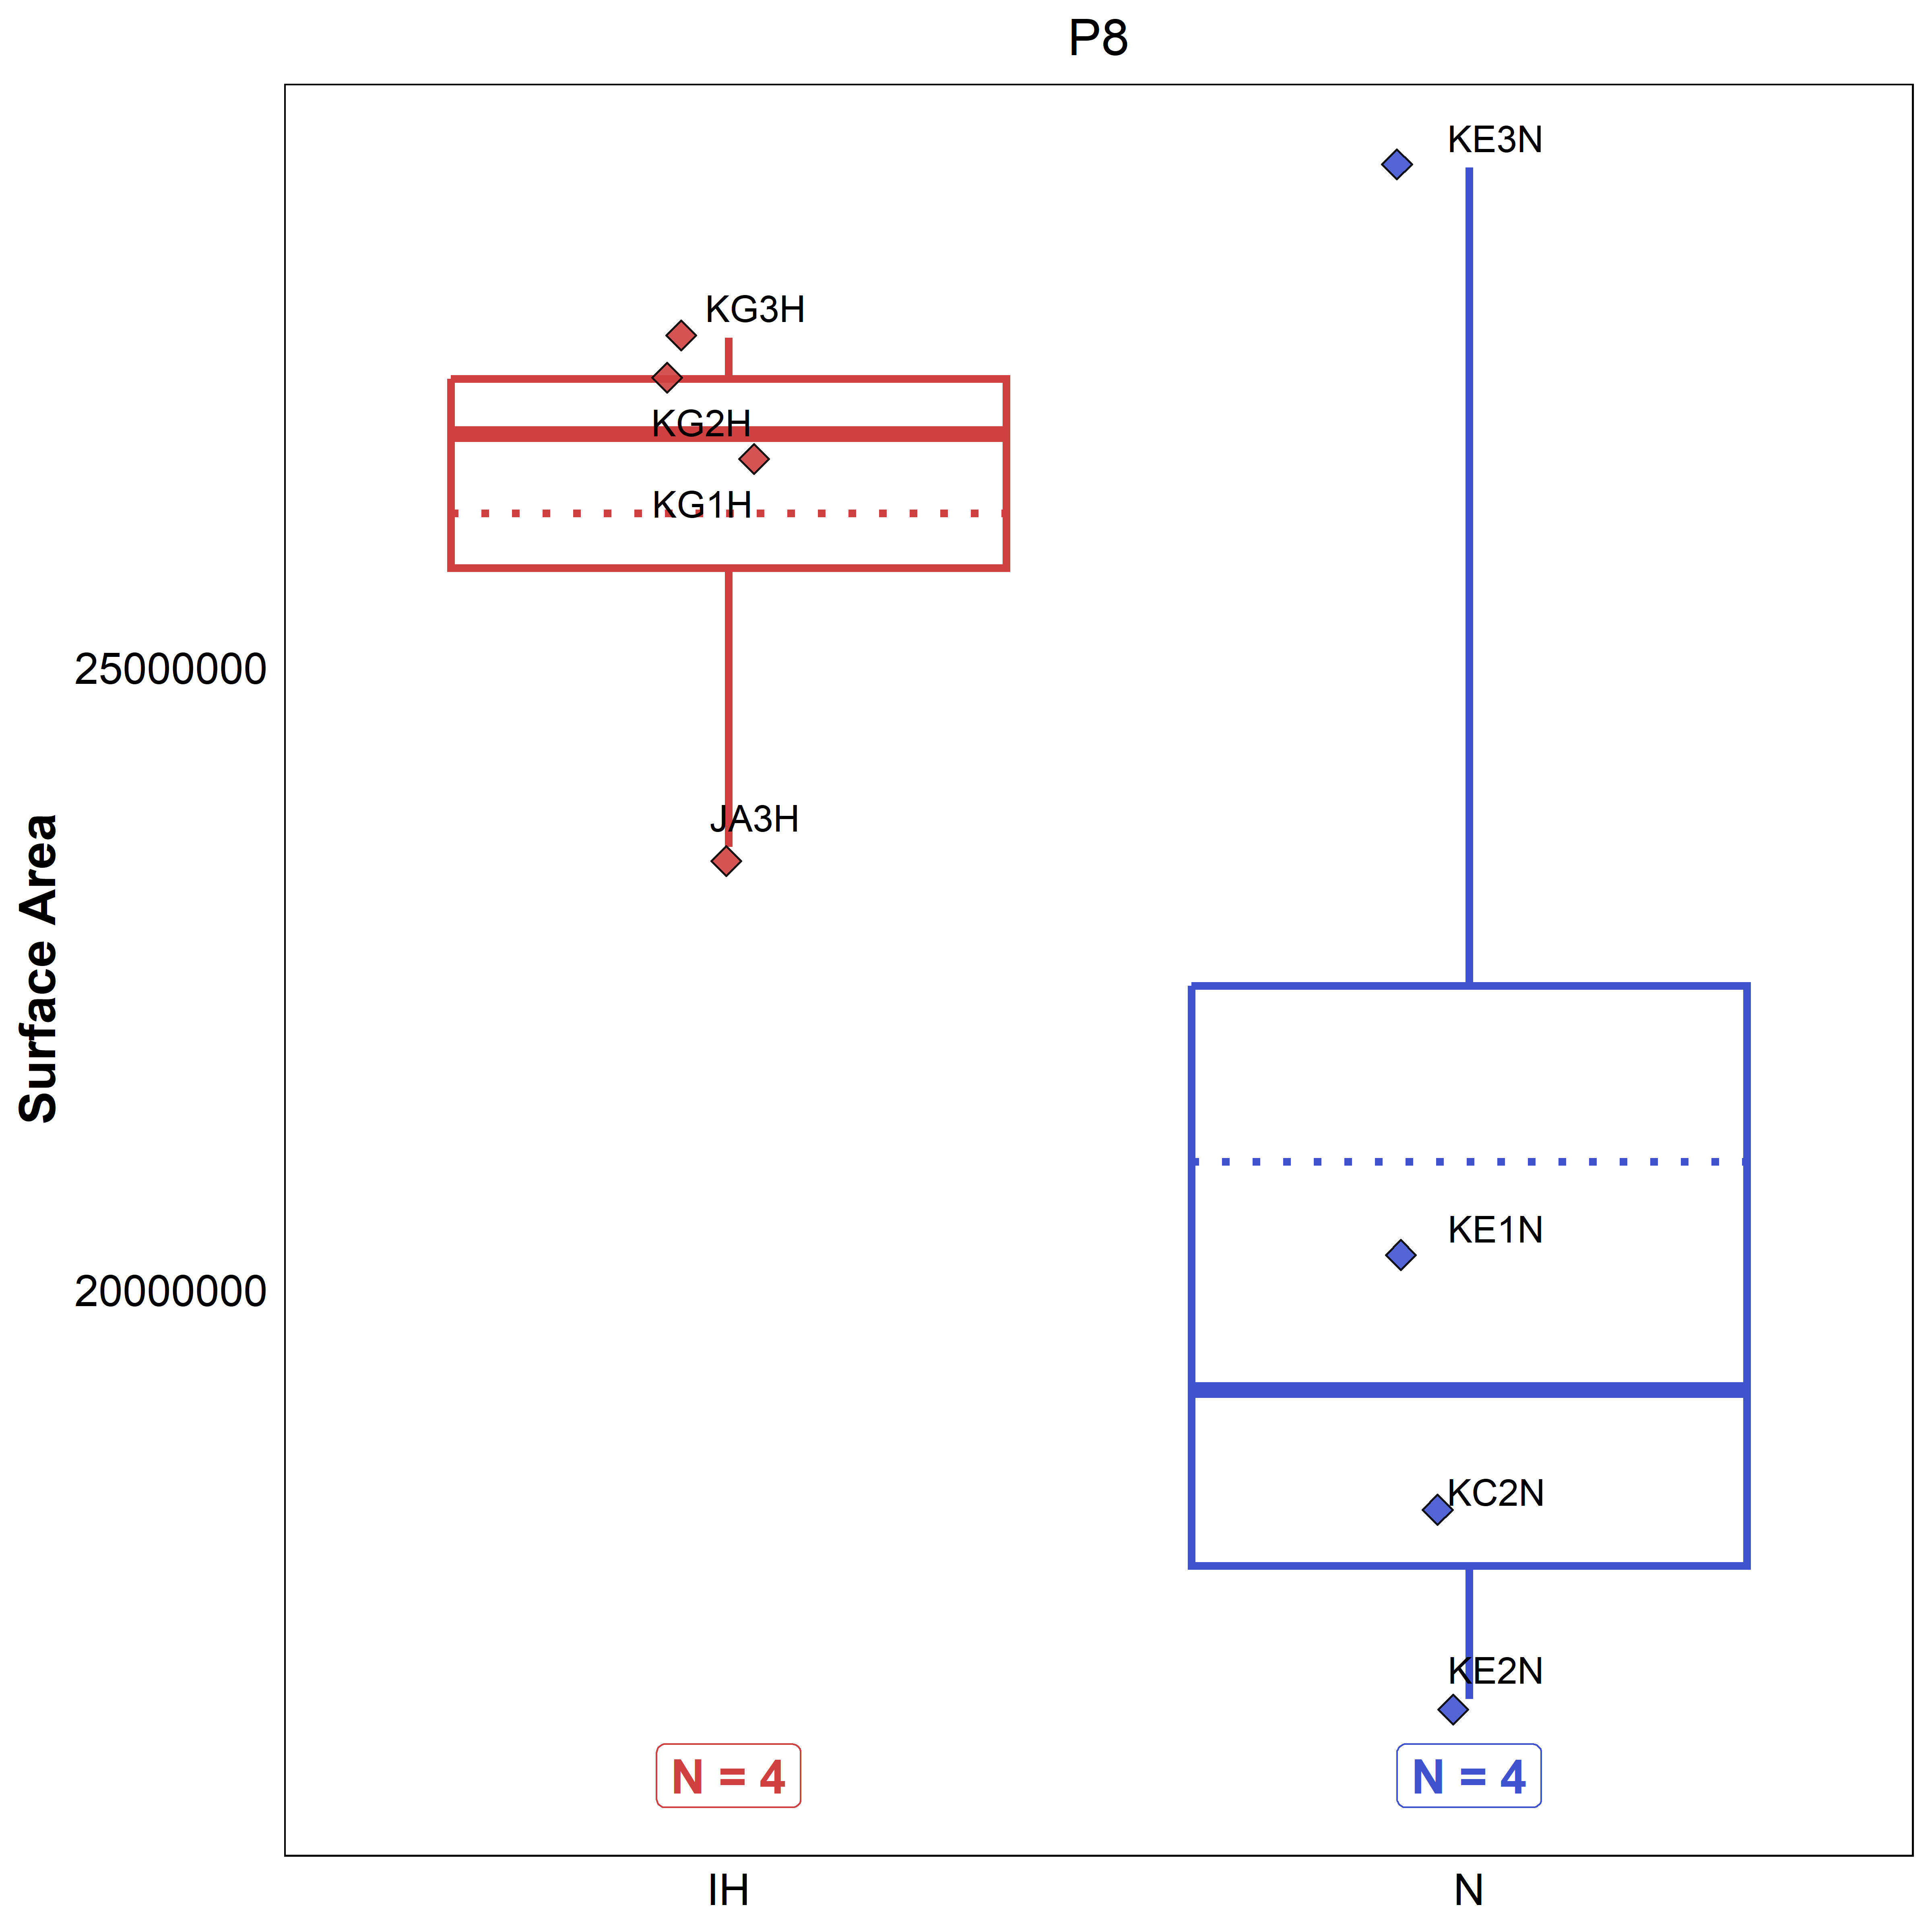 P8
KE3N
KG3H
KG2H
KG1H
25000000
JA3H
Surface Area
KE1N
20000000
KC2N
KE2N
N = 4
N = 4
IH
N